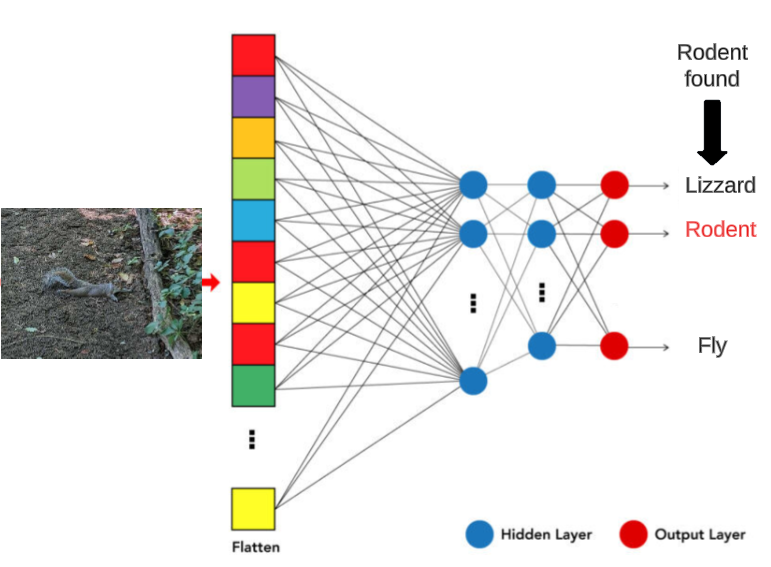 Rodent
found
Lizzard
Rodent
Fly
Hidden Layer
Output Layer
Flatten